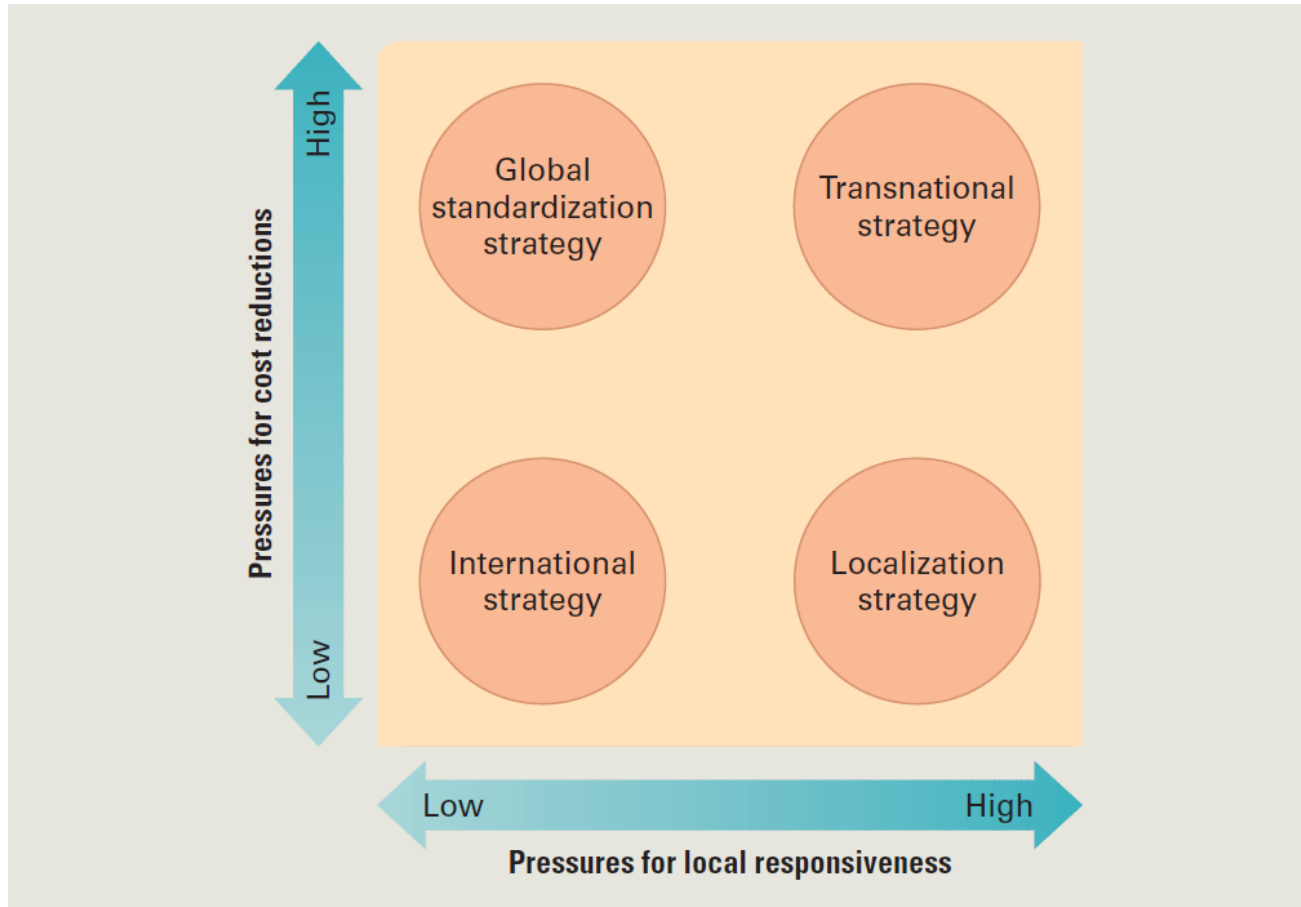 High
Low
Pressures for cost reductions
Global
standardization
strategy
Transnational
strategy
International
strategy
Localization
strategy
Low
High
Pressures for local responsiveness